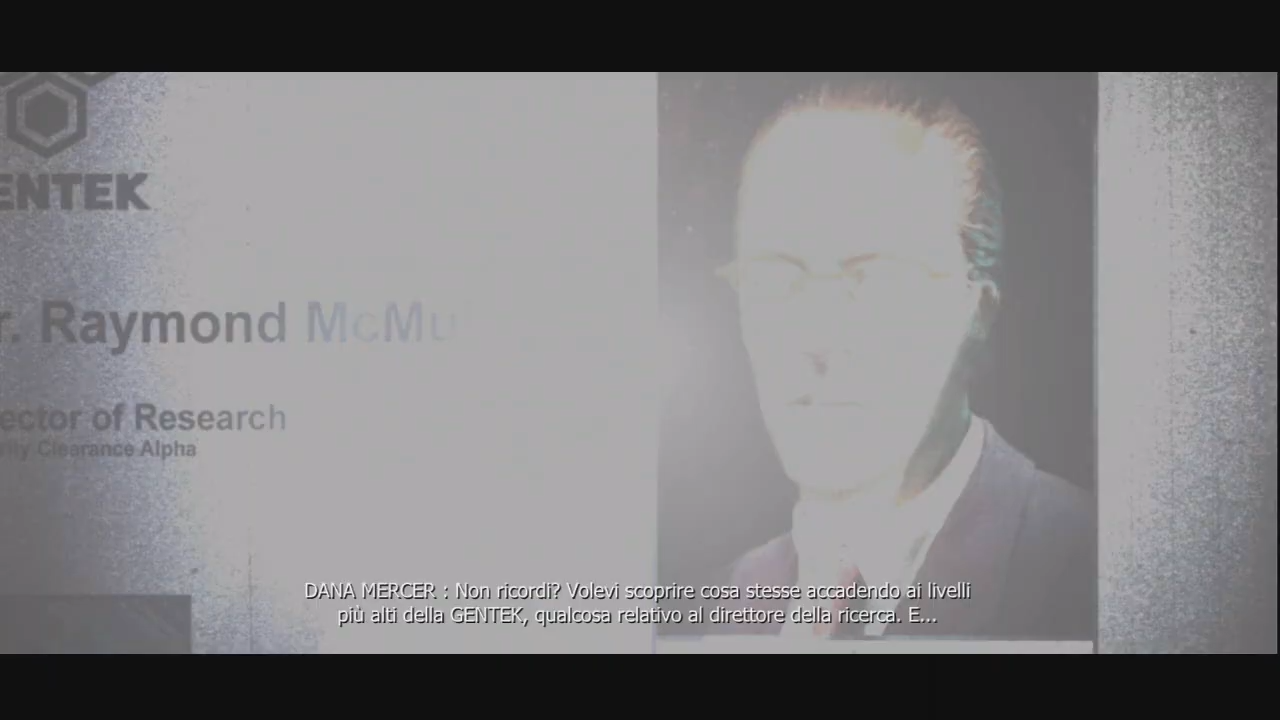 ENTEK
r. Raymond McMu
ector of Research
ity Clearance Alpha
DANA MERCER : Non ricordi? Volevi scoprire cosa stesse accadendo ai livelli
più alti della GENTEK, qualcosa relativo al direttore della ricerca. E...